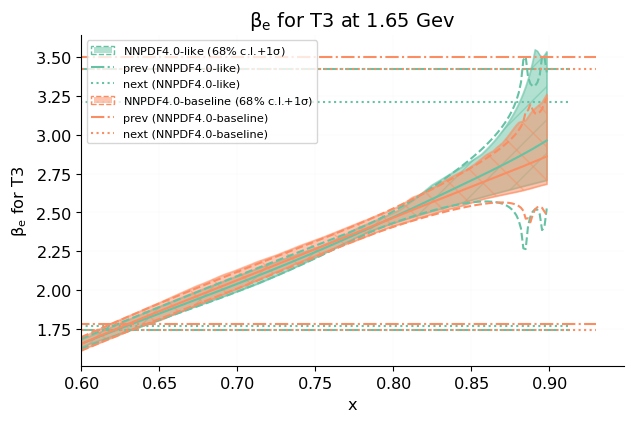 βe for T3 at 1.65 Gev
βe for T3
3.50
3.25
3.00
2.75
2.50
2.25
2.00
1.75
NNPDF4.0-like (68% c.l.+1σ)
prev (NNPDF4.0-like)
next (NNPDF4.0-like)
NNPDF4.0-baseline (68% c.l.+1σ)
prev (NNPDF4.0-baseline)
next (NNPDF4.0-baseline)
0.60 0.65 0.70 0.75 0.80 0.85 0.90
x